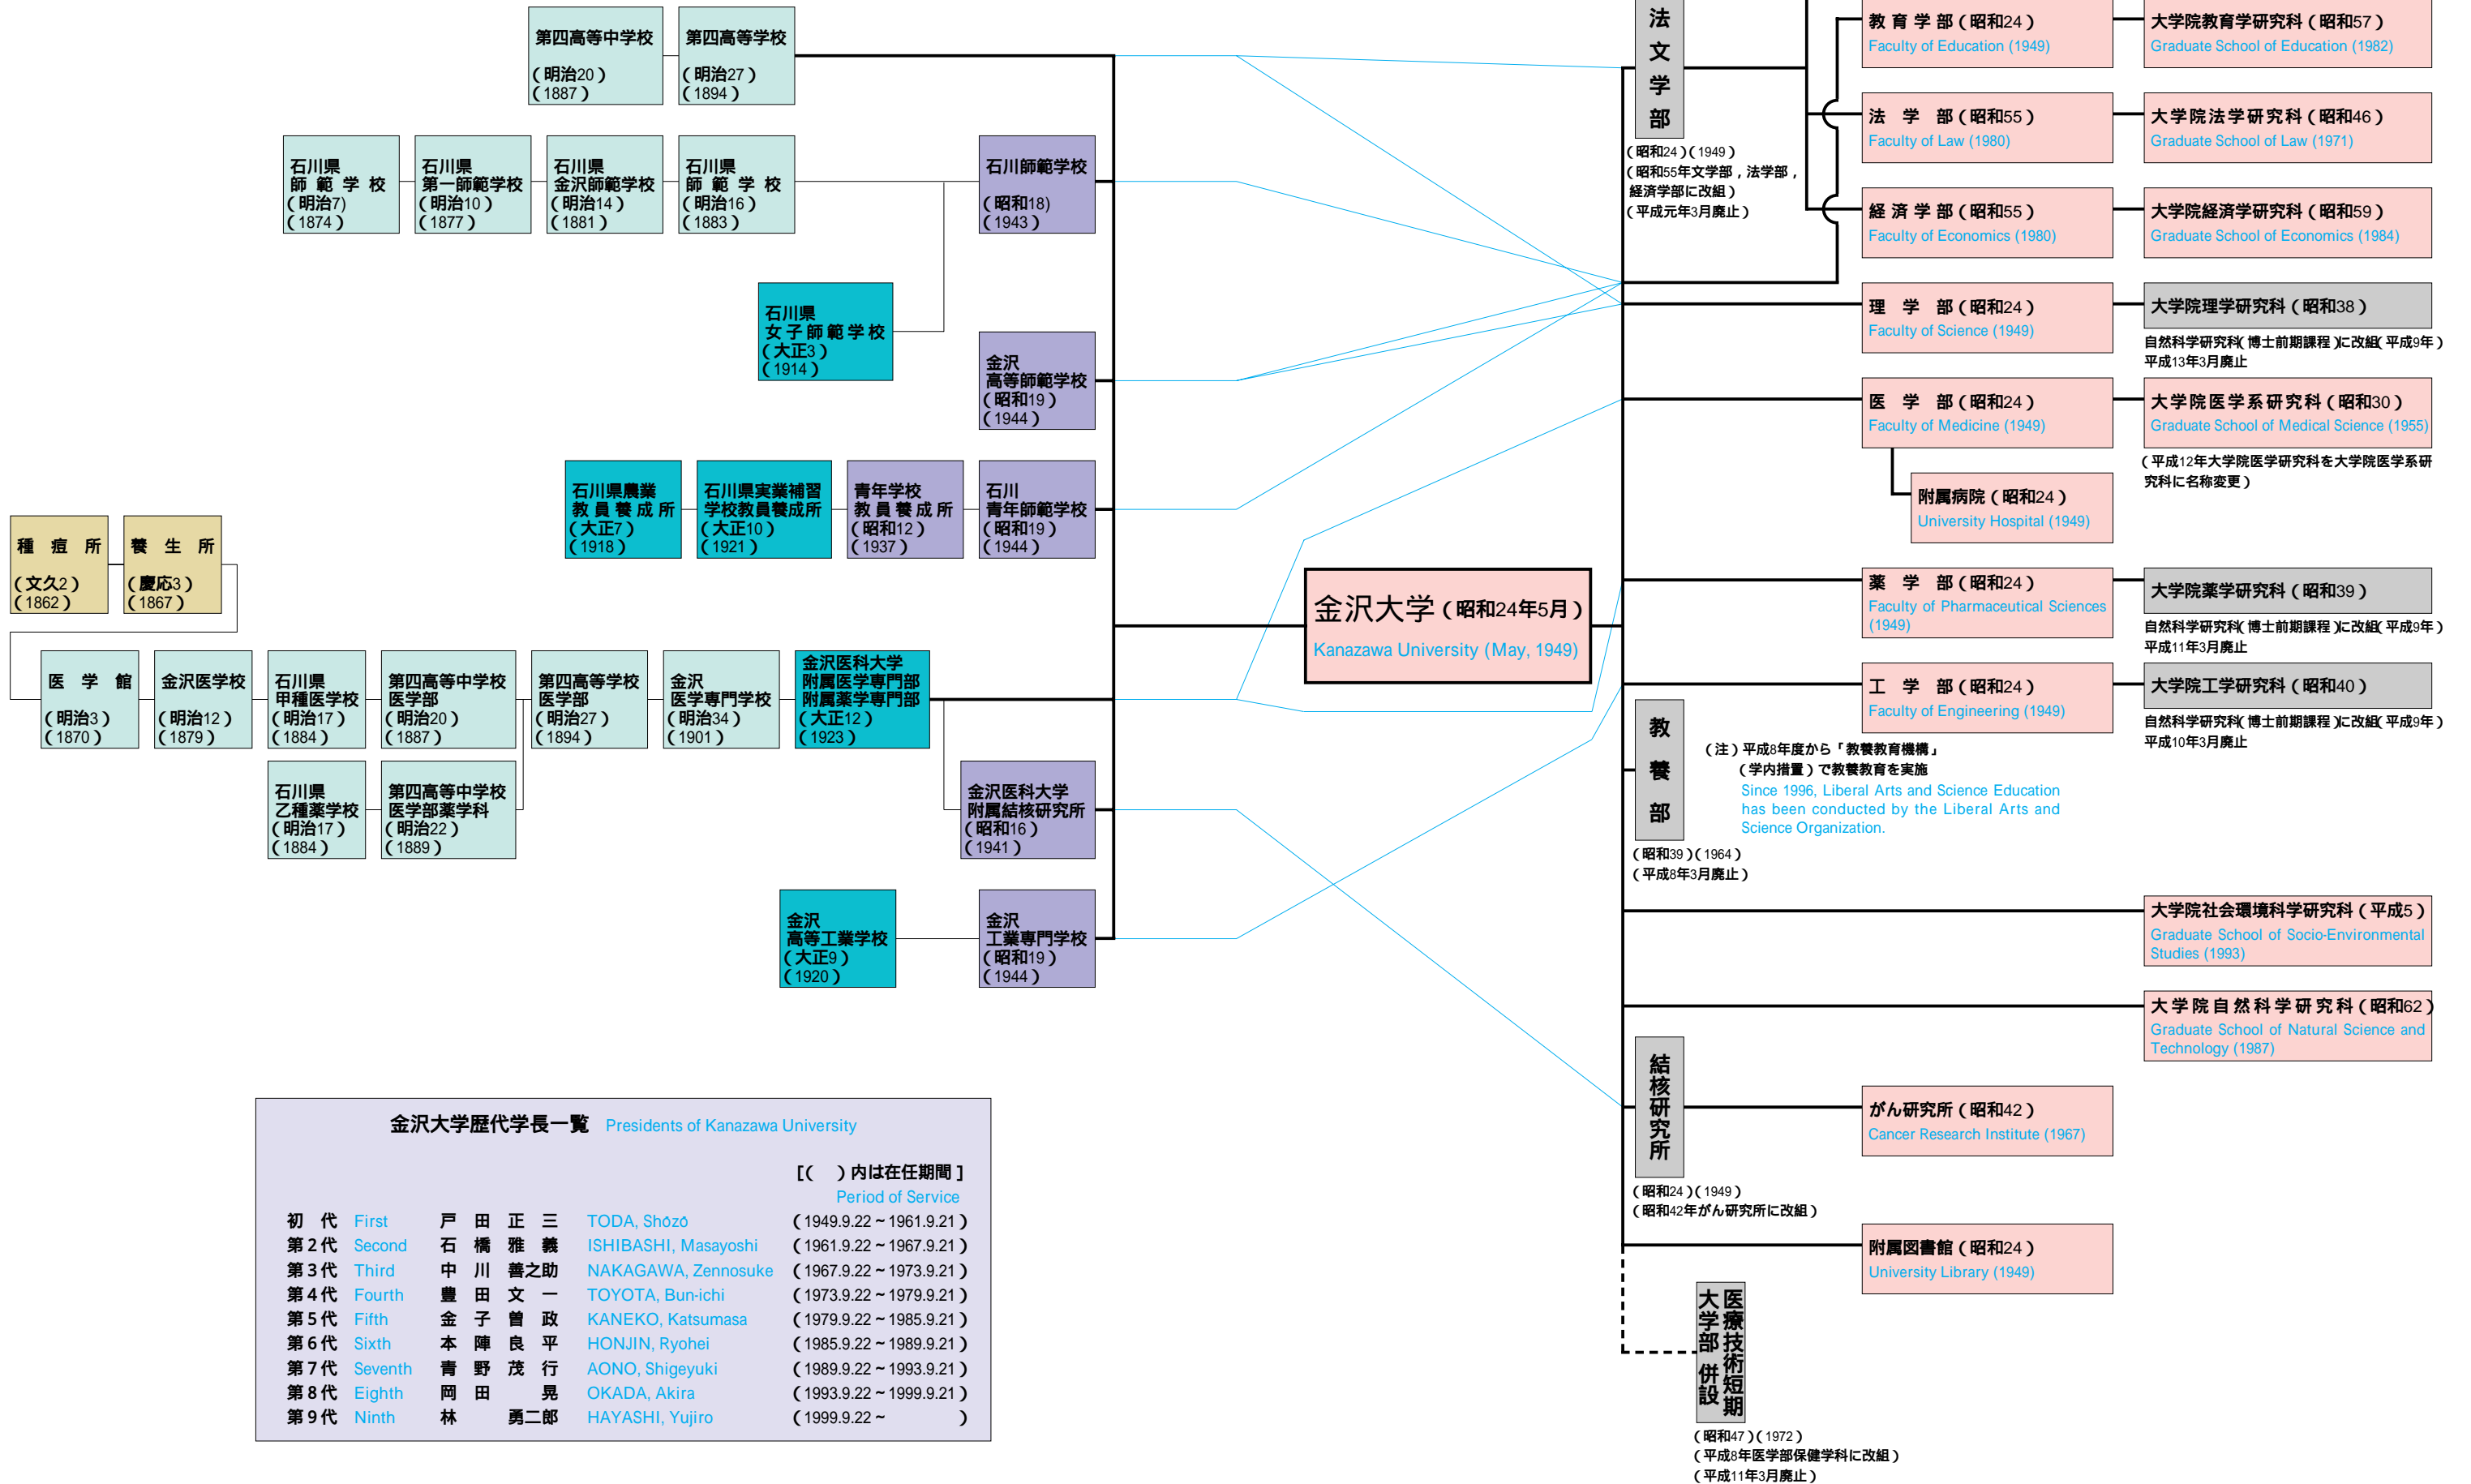 第四高等中学校
（明治20）
（1887）
第四高等学校
（明治27）
（1894）
石川県
師範学校
（明治7)
（1874）
石川県
第一師範学校
（明治10）
（1877）
石川県
金沢師範学校
（明治14）
（1881）
石川県
師範学校
（明治16）
（1883）
石川師範学校
（昭和18)
（1943）
石川県
女子師範学校
（大正3）
（1914）
金沢
高等師範学校
（昭和19）
（1944）
石川県農業
教員養成所
（大正7）
（1918）
石川県実業補習
学校教員養成所
（大正10）
（1921）
青年学校
教員養成所
（昭和12）
（1937）
石川
青年師範学校
（昭和19）
（1944）
種痘所
（文久2）
（1862）
養生所
（慶応3）
（1867）
医学館
（明治3）
（1870）
金沢医学校
（明治12）
（1879）
石川県
甲種医学校
（明治17）
（1884）
第四高等中学校
医学部
（明治20）
（1887）
第四高等学校
医学部
（明治27）
（1894）
金沢
医学専門学校
（明治34）
（1901）
金沢医科大学
附属医学専門部
附属薬学専門部
（大正12）
（1923）
石川県
乙種薬学校
（明治17）
（1884）
第四高等中学校
医学部薬学科
（明治22）
（1889）
金沢医科大学
附属結核研究所
（昭和16）
（1941）
金沢
高等工業学校
（大正9）
（1920）
金沢
工業専門学校
（昭和19）
（1944）
金沢大学（昭和24年5月）
Kanazawa University (May, 1949)
法文学部
（昭和24）（1949）
（昭和55年文学部，法学部，
経済学部に改組）
（平成元年3月廃止）
教育学部（昭和24）
Faculty of Education (1949)
大学院教育学研究科（昭和57）
Graduate School of Education (1982)
法学部（昭和55）
Faculty of Law (1980)
大学院法学研究科（昭和46）
Graduate School of Law (1971)
経済学部（昭和55）
Faculty of Economics (1980)
大学院経済学研究科（昭和59）
Graduate School of Economics (1984)
理学部（昭和24）
Faculty of Science (1949)
大学院理学研究科（昭和38）
自然科学研究科（博士前期課程）に改組（平成9年）
平成13年3月廃止
医学部（昭和24）
Faculty of Medicine (1949)
大学院医学系研究科（昭和30）
Graduate School of Medical Science (1955)
（平成12年大学院医学研究科を大学院医学系研
究科に名称変更）
附属病院（昭和24）
University Hospital (1949)
薬学部（昭和24）
Faculty of Pharmaceutical Sciences
(1949)
大学院薬学研究科（昭和39）
自然科学研究科（博士前期課程）に改組（平成9年）
平成11年3月廃止
工学部（昭和24）
Faculty of Engineering (1949)
大学院工学研究科（昭和40）
自然科学研究科（博士前期課程）に改組（平成9年）
平成10年3月廃止
教養部
（注）平成8年度から「教養教育機構」
（学内措置）で教養教育を実施
Since 1996, Liberal Arts and Science Education
has been conducted by the Liberal Arts and
Science Organization.
（昭和39）（1964）
（平成8年3月廃止）
大学院社会環境科学研究科（平成5）
Graduate School of Socio-Environmental
Studies (1993)
大学院自然科学研究科（昭和62）
Graduate School of Natural Science and
Technology (1987)
結核研究所
（昭和24）（1949）
（昭和42年がん研究所に改組）
がん研究所（昭和42）
Cancer Research Institute (1967)
附属図書館（昭和24）
University Library (1949)
医療技術短期
大学部 併設
（昭和47）（1972）
（平成8年医学部保健学科に改組）
（平成11年3月廃止）
金沢大学歴代学長一覧 Presidents of Kanazawa University
[（　）内は在任期間]
Period of Service
初代 First 戸田正三 TODA, Shōzō （1949.9.22～1961.9.21）
第2代 Second 石橋雅義 ISHIBASHI, Masayoshi （1961.9.22～1967.9.21）
第3代 Third 中川善之助 NAKAGAWA, Zennosuke （1967.9.22～1973.9.21）
第4代 Fourth 豊田文一 TOYOTA, Bun-ichi （1973.9.22～1979.9.21）
第5代 Fifth 金子曽政 KANEKO, Katsumasa （1979.9.22～1985.9.21）
第6代 Sixth 本陣良平 HONJIN, Ryohei （1985.9.22～1989.9.21）
第7代 Seventh 青野茂行 AONO, Shigeyuki （1989.9.22～1993.9.21）
第8代 Eighth 岡田　晃 OKADA, Akira （1993.9.22～1999.9.21）
第9代 Ninth 林　勇二郎 HAYASHI, Yujiro （1999.9.22～　）